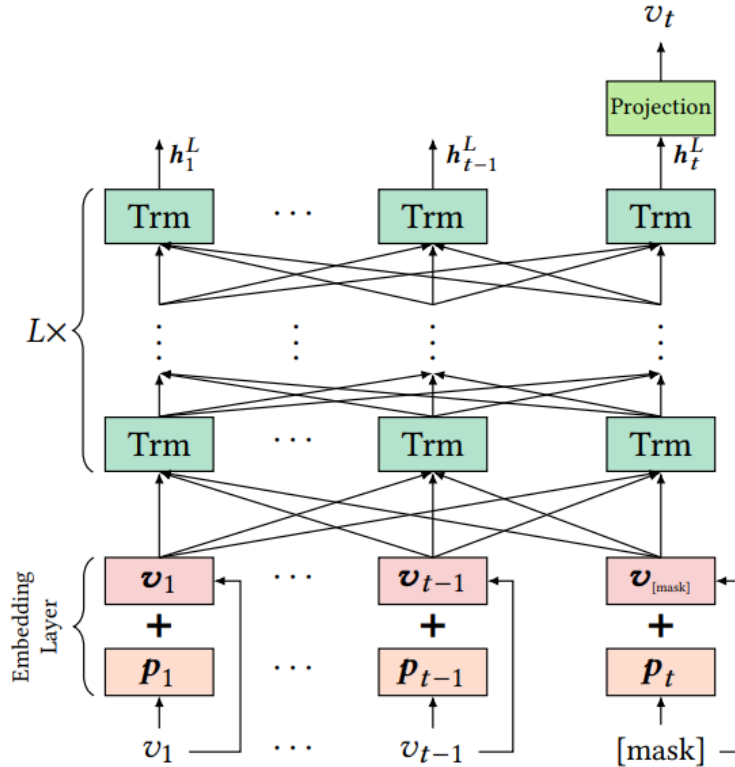 v_t
Projection
h_1^L h_{t-1}^L h_t^L
Trm ··· Trm Trm
L×
⋮ ⋮ ⋮ ⋮
Trm ··· Trm Trm
Embedding
Layer
v_1 ··· v_{t-1} v_[mask]
+ + +
p_1 ··· p_{t-1} p_t
v_1 ··· v_{t-1} [mask]